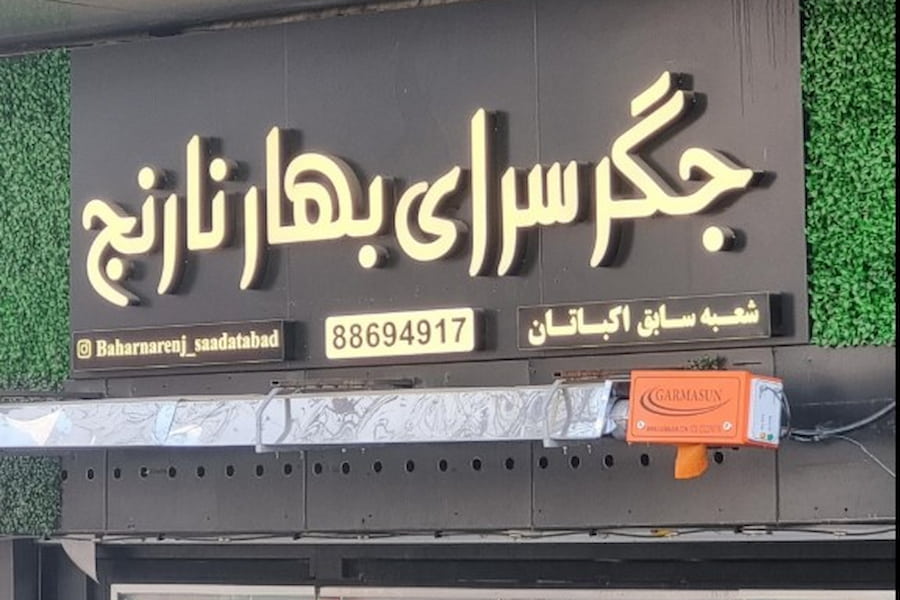 جگرسرای بهارنارنج
شعبه سابق اکباتان
88694917
Baharnarenj_saadatabad
GARMASUN